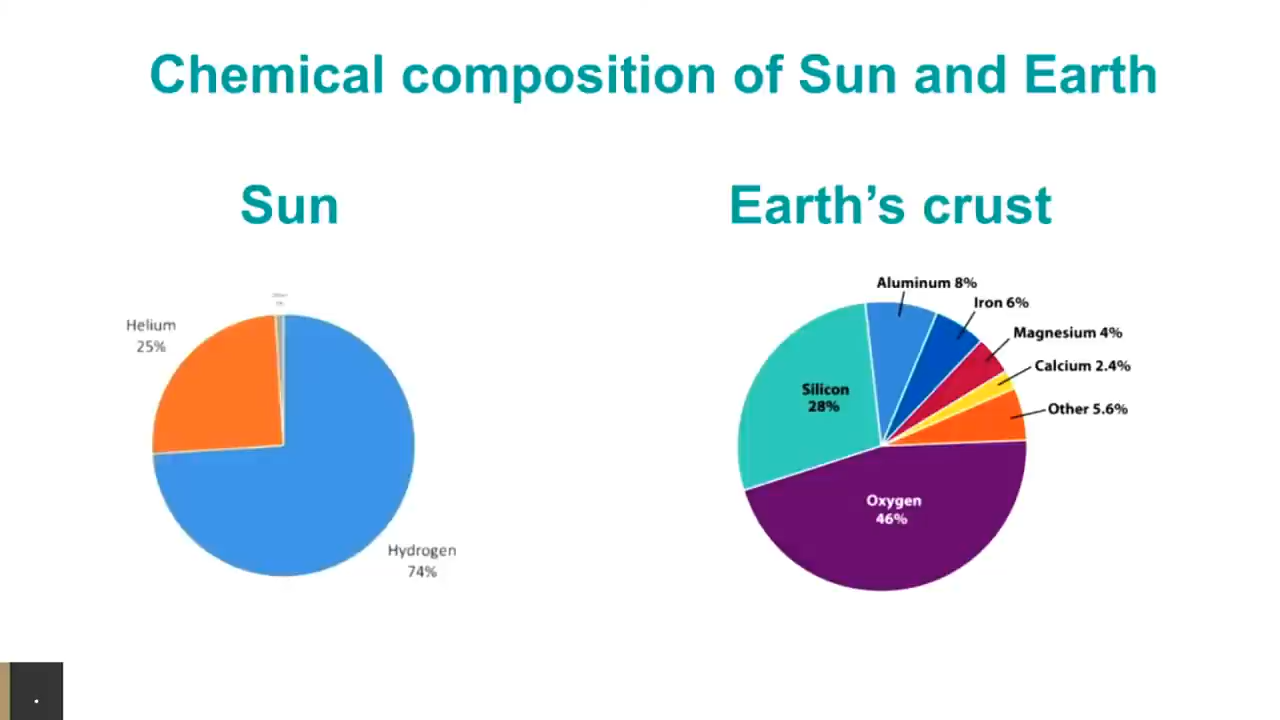 Chemical composition of Sun and Earth
Sun
Earth’s crust
Helium
25%
Hydrogen
74%
Aluminum 8%
Iron 6%
Magnesium 4%
Calcium 2.4%
Other 5.6%
Silicon
28%
Oxygen
46%